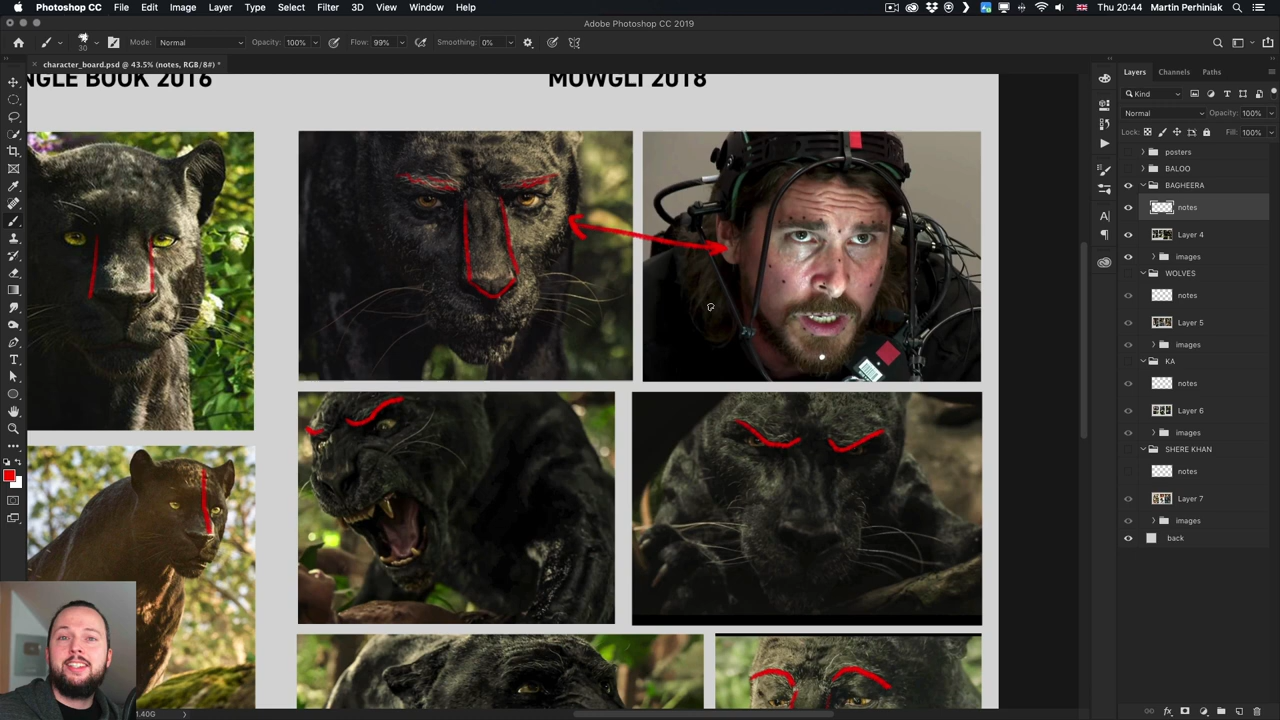 Photoshop CC File Edit Image Layer Type Select Filter 3D View Window Help
Thu 20:44 Martin Perhiniak
Adobe Photoshop CC 2019
30 Mode: Normal Opacity: 100% Flow: 99% Smoothing: 0%
character_board.psd @ 43.5% (notes, RGB/8#) *
NGLE BOOK 2016
MOWGLI 2018
Layers Channels Paths
Kind
Normal Opacity: 100%
Lock: Fill: 100%
posters
BALOO
BAGHEERA
notes
Layer 4
images
WOLVES
notes
Layer 5
images
KA
notes
Layer 6
images
SHERE KHAN
notes
Layer 7
images
back
1.40G